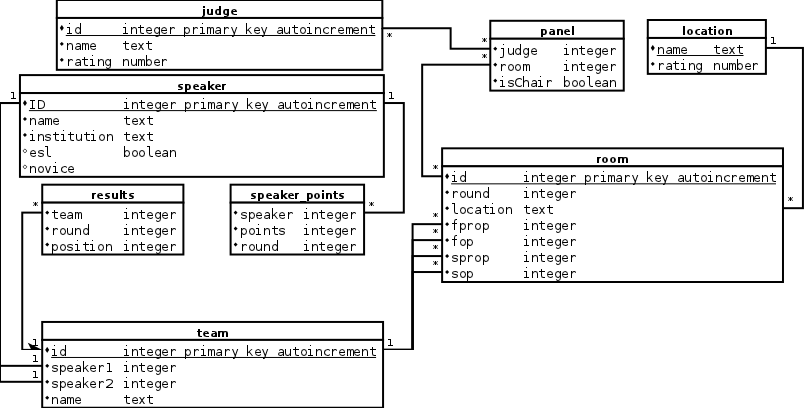 judge
id integer primary key autoincrement
name text
rating number
*
panel
judge integer
room integer
isChair boolean
*
*
location
name text
rating number
1
speaker
ID integer primary key autoincrement
name text
institution text
esl boolean
novice
1
1
room
id integer primary key autoincrement
round integer
location text
fprop integer
fop integer
sprop integer
sop integer
*
*
*
*
*
*
results
team integer
round integer
position integer
*
speaker_points
speaker integer
points integer
round integer
*
team
id integer primary key autoincrement
speaker1 integer
speaker2 integer
name text
1
1
1
1